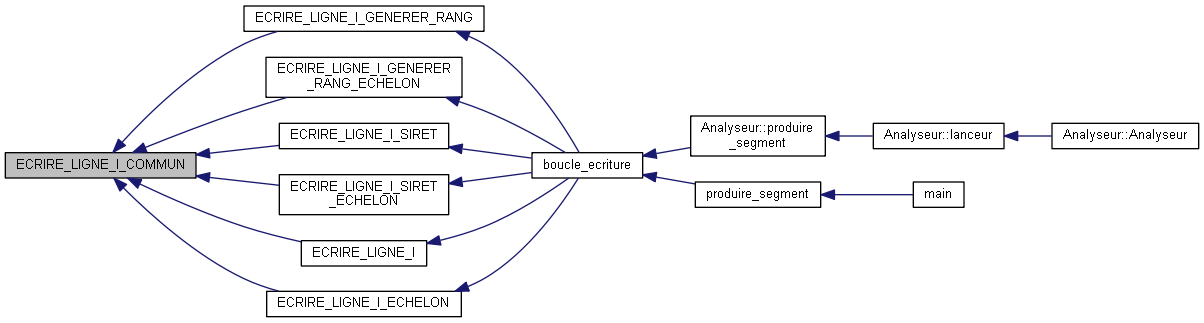 ECRIRE_LIGNE_I_GENERER_RANG
ECRIRE_LIGNE_I_GENERER
_RANG_ECHELON
ECRIRE_LIGNE_I_SIRET
ECRIRE_LIGNE_I_COMMUN
ECRIRE_LIGNE_I_SIRET
_ECHELON
ECRIRE_LIGNE_I
ECRIRE_LIGNE_I_ECHELON
boucle_ecriture
Analyseur::produire
_segment
produire_segment
Analyseur::lanceur
main
Analyseur::Analyseur